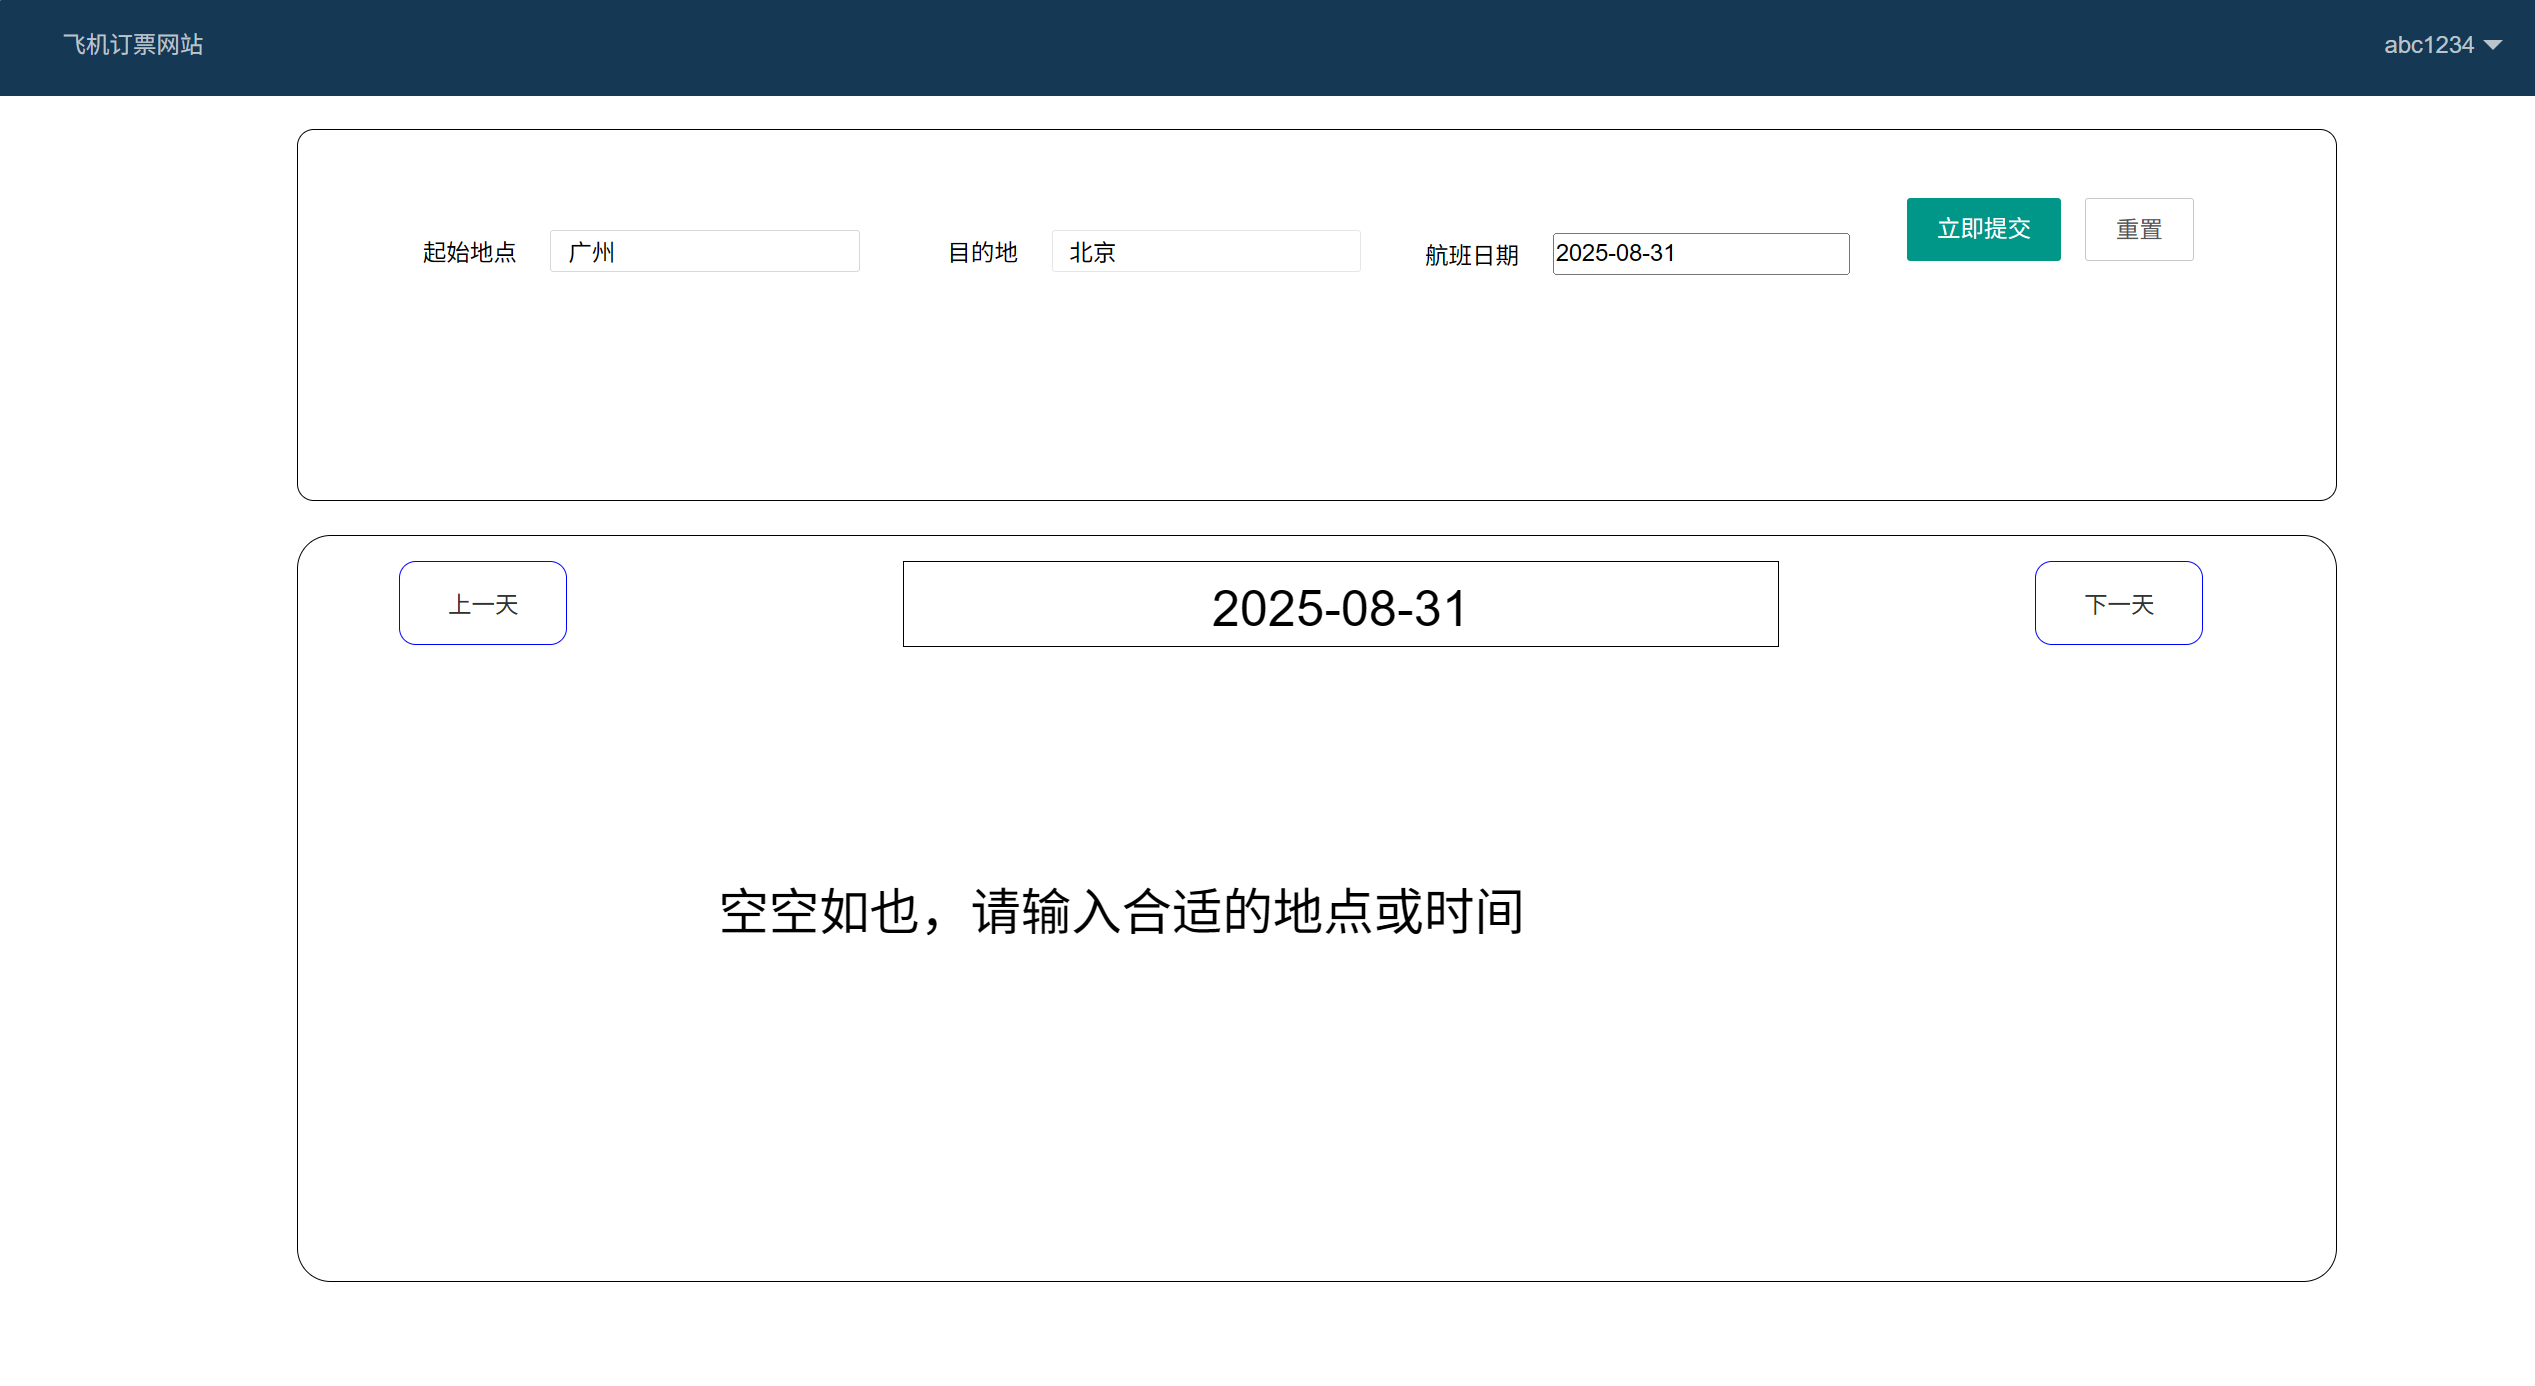 飞机订票网站
abc1234
起始地点 广州 目的地 北京 航班日期 2025-08-31 立即提交 重置
上一天 2025-08-31 下一天
空空如也，请输入合适的地点或时间